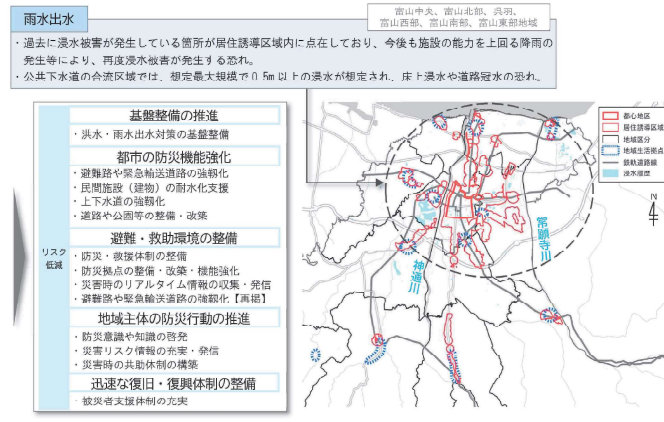 雨水出水
富山中央、富山北部、呉羽、
富山西部、富山南部、富山東部地域
・過去に浸水被害が発生している箇所が居住誘導区域内に点在しており、今後も施設の能力を上回る降雨の
発生等により、再度浸水被害が発生する恐れ。
・公共下水道の合流区域では、想定最大規模で0.5m以上の浸水が想定され、床上浸水や道路冠水の恐れ。
リスク
低減
基盤整備の推進
・洪水・雨水出水対策の基盤整備
都市の防災機能強化
・避難路や緊急輸送道路の強靱化
・民間施設（建物）の耐水化支援
・上下水道の強靱化
・道路や公園等の整備・改築
避難・救助環境の整備
・防災・救援体制の整備
・防災拠点の整備・改築・機能強化
・災害時のリアルタイム情報の収集・発信
・避難路や緊急輸送道路の強靱化【再掲】
地域主体の防災行動の推進
・防災意識や知識の啓発
・災害リスク情報の充実・発信
・災害時の共助体制の構築
迅速な復旧・復興体制の整備
・被災者支援体制の充実
都心地区
居住誘導区域
地域区分
地域生活拠点
鉄軌道路線
浸水履歴
N
常願寺川
神通川